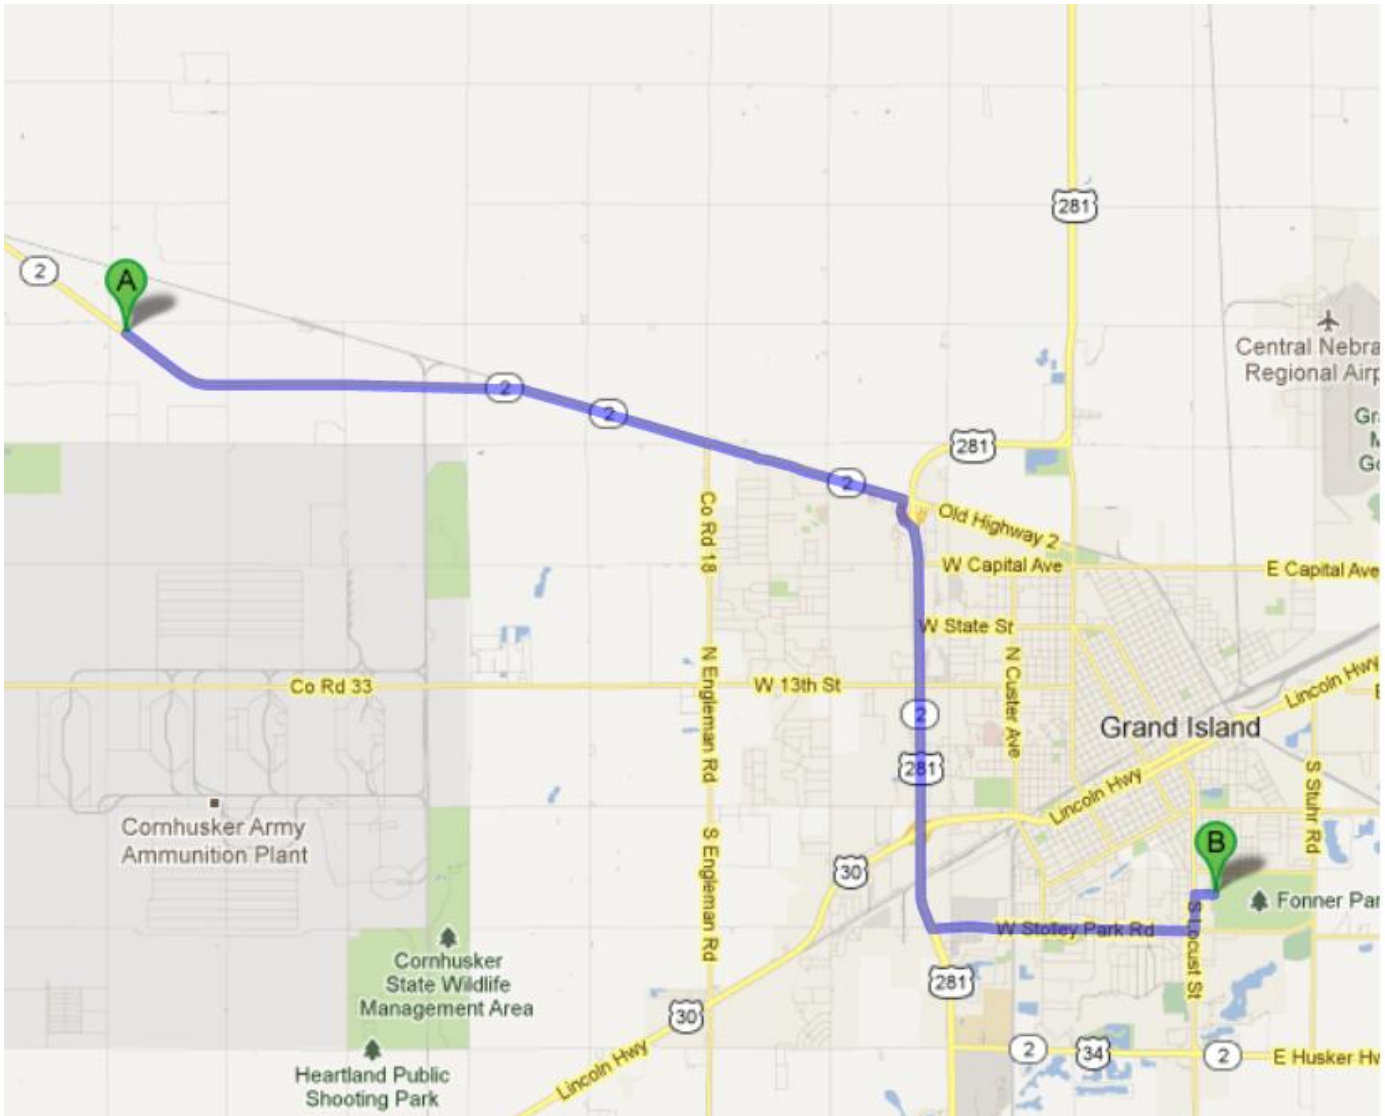 281
2
A
Central Nebra
Regional Airp
2
2
281
Gra
M
Go
2
Co Rd 18
Old Highway 2
W Capital Ave
E Capital Ave
W State St
N Custer Ave
N Engleman Rd
Co Rd 33
W 13th St
Lincoln Hwy
E
2
Grand Island
281
Lincoln Hwy
S Stuhr Rd
Cornhusker Army
Ammunition Plant
S Engleman Rd
B
30
Fonner Par
S Locust St
W Stolley Park Rd
Cornhusker
State Wildlife
Management Area
281
30
2
34
2
E Husker Hw
Lincoln Hwy
Heartland Public
Shooting Park